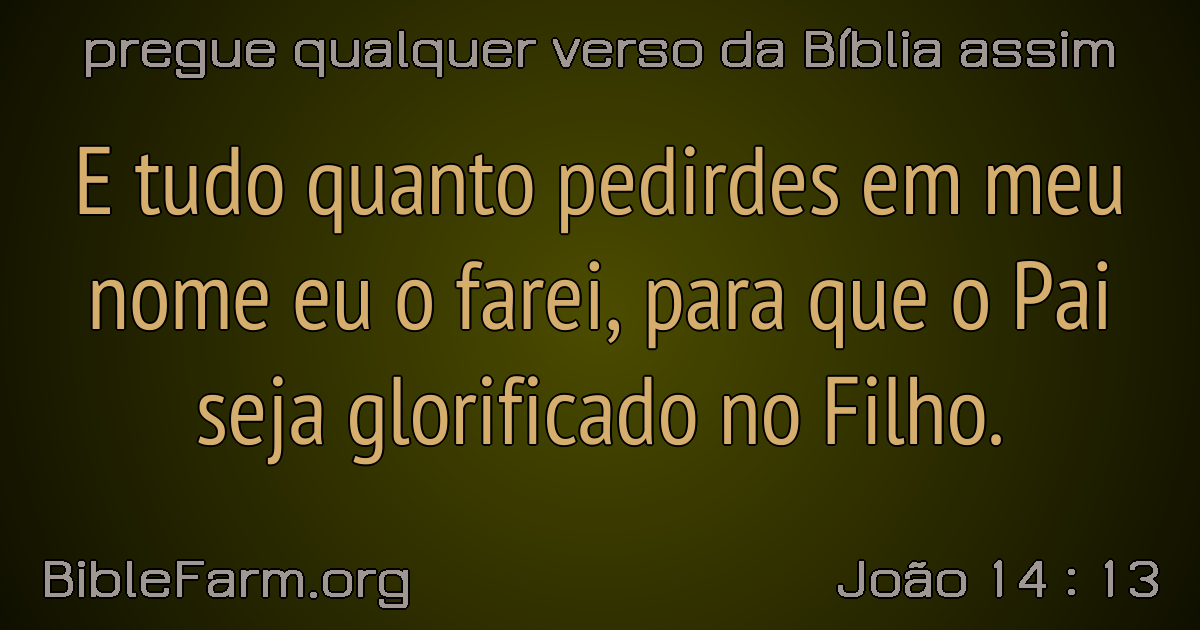 pregue qualquer verso da Bíblia assim
E tudo quanto pedirdes em meu
nome eu o farei, para que o Pai
seja glorificado no Filho.
BibleFarm.org
João 14 : 13